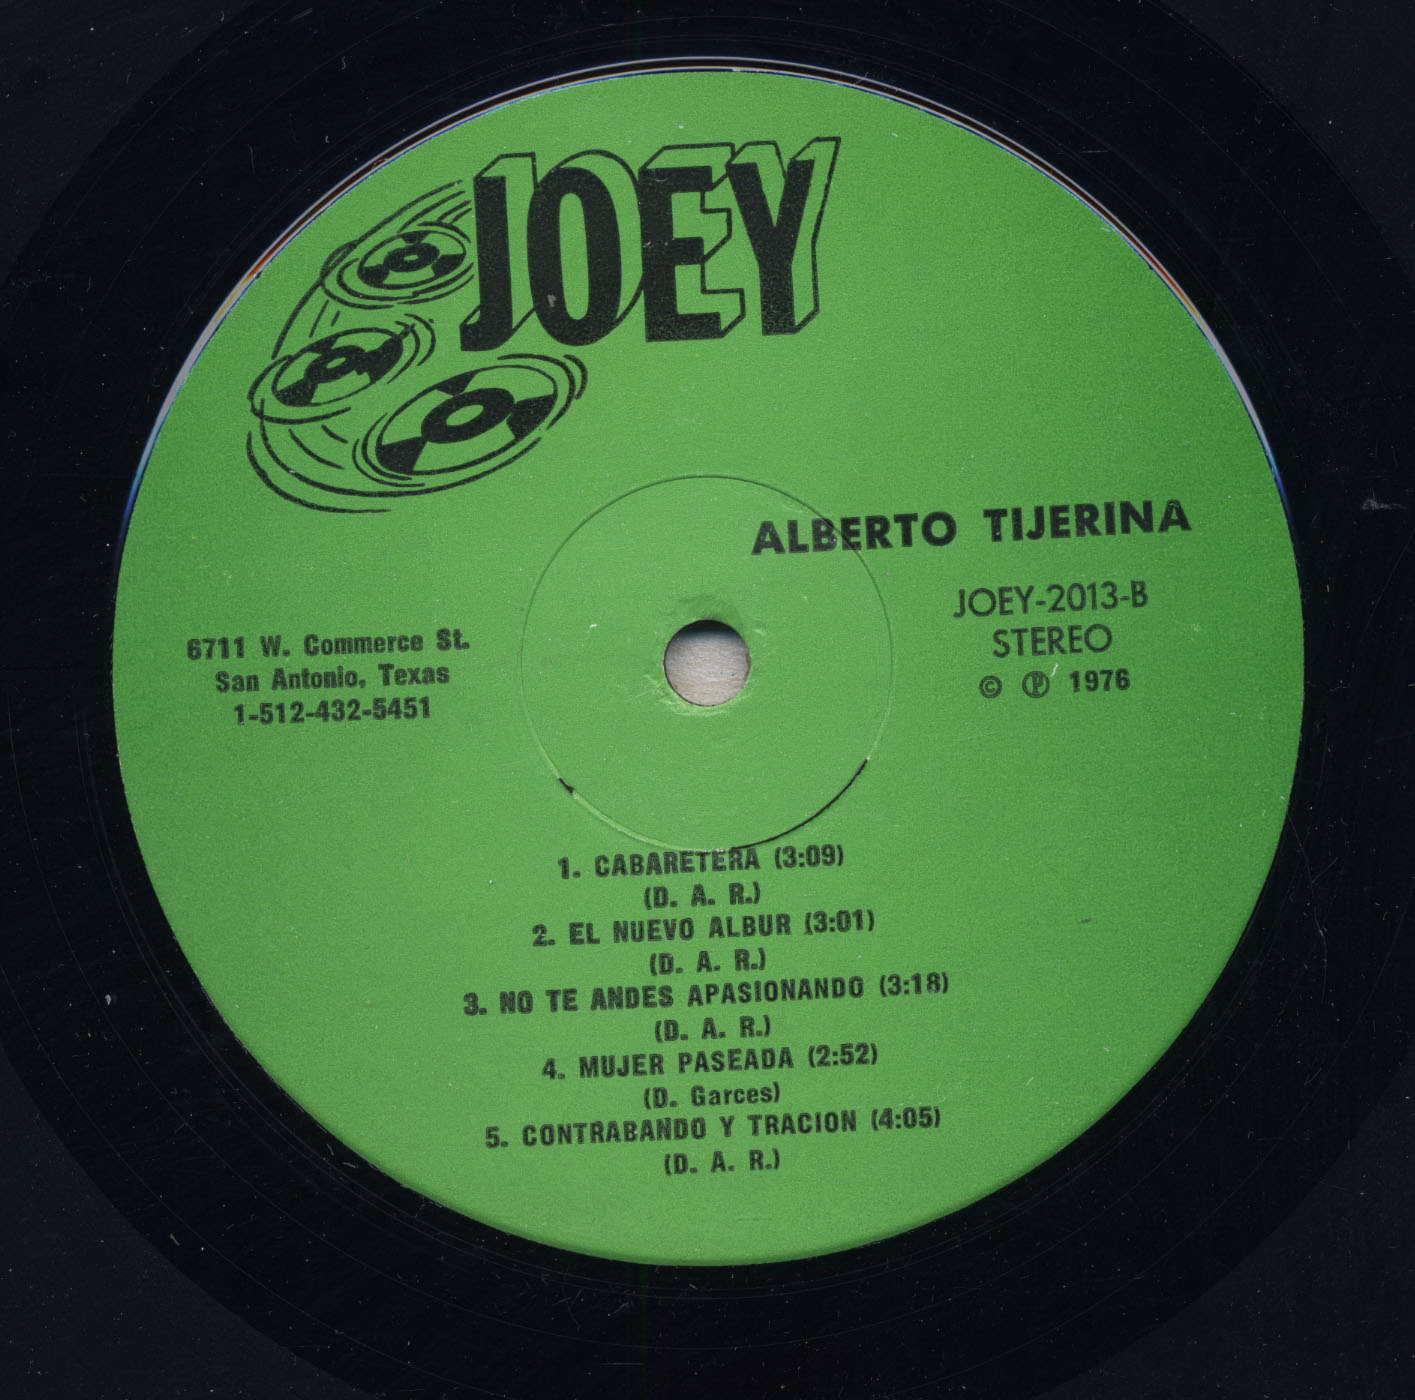 JOEY
ALBERTO TIJERINA
JOEY-2013-B
STEREO
© ℗ 1976
6711 W. Commerce St.
San Antonio, Texas
1-512-432-5451
1. CABARETERA (3:09)
(D. A. R.)
2. EL NUEVO ALBUR (3:01)
(D. A. R.)
3. NO TE ANDES APASIONANDO (3:18)
(D. A. R.)
4. MUJER PASEADA (2:52)
(D. Garces)
5. CONTRABANDO Y TRACION (4:05)
(D. A. R.)